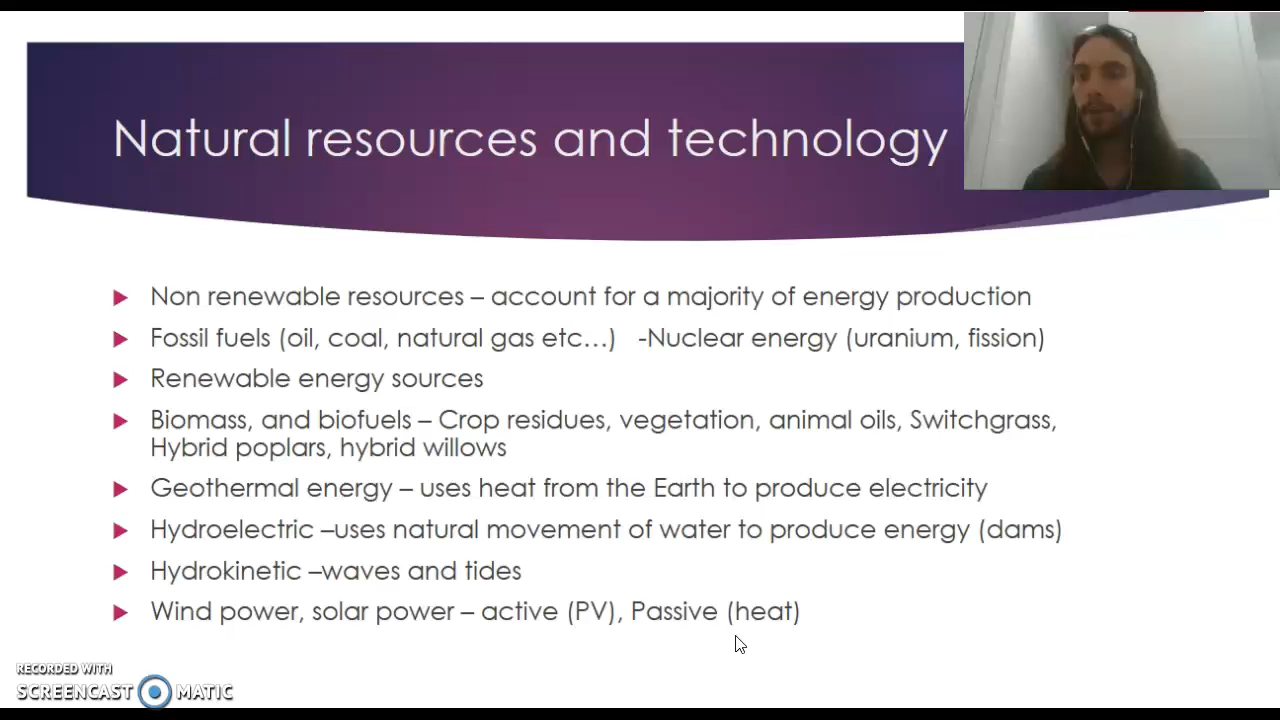 Natural resources and technology
Non renewable resources – account for a majority of energy production
Fossil fuels (oil, coal, natural gas etc…) -Nuclear energy (uranium, fission)
Renewable energy sources
Biomass, and biofuels – Crop residues, vegetation, animal oils, Switchgrass,
Hybrid poplars, hybrid willows
Geothermal energy – uses heat from the Earth to produce electricity
Hydroelectric –uses natural movement of water to produce energy (dams)
Hydrokinetic –waves and tides
Wind power, solar power – active (PV), Passive (heat)
RECORDED WITH
SCREENCAST MATIC